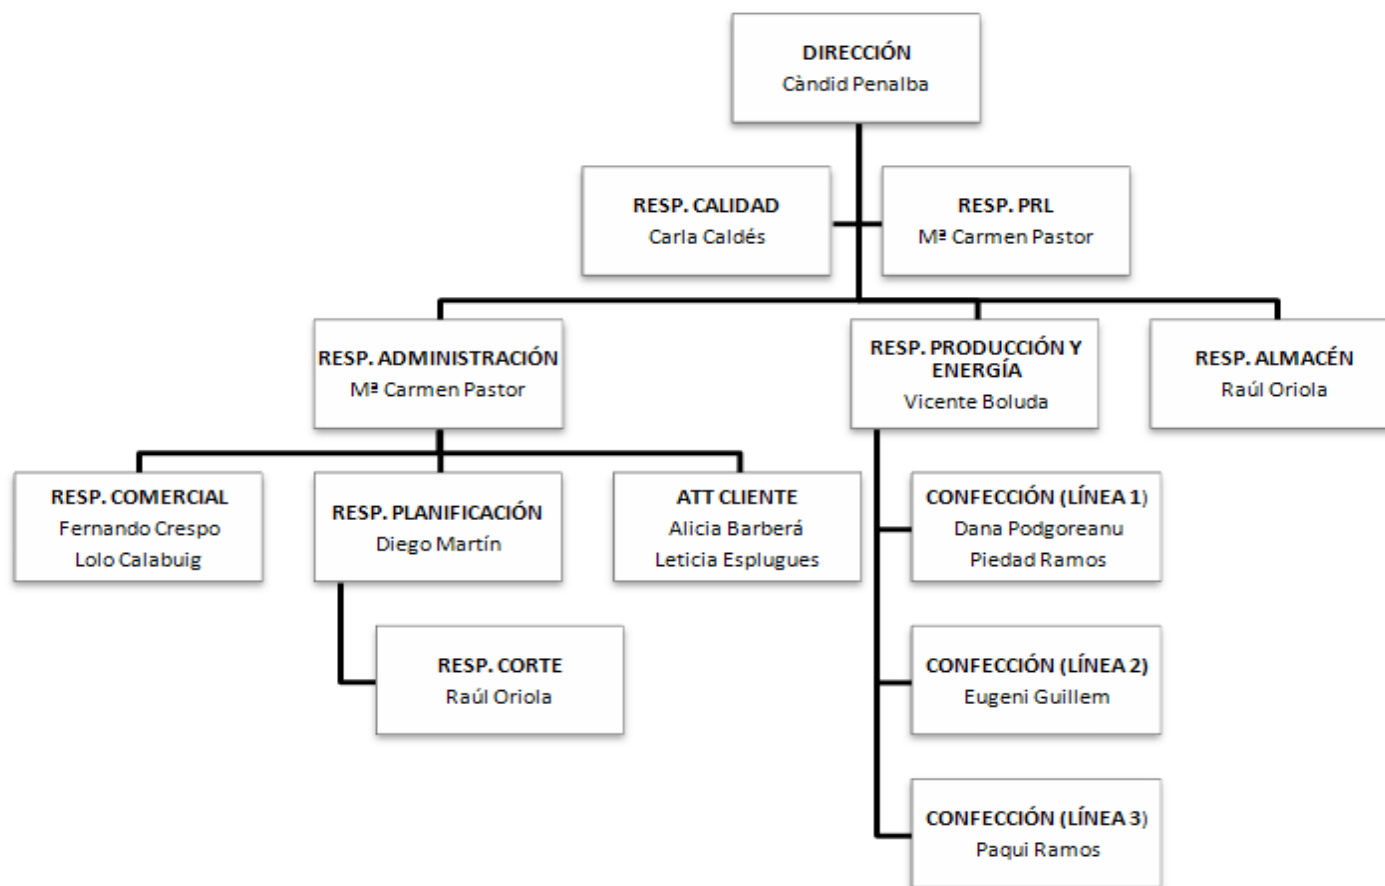 DIRECCIÓN
Càndid Penalba
RESP. CALIDAD
Carla Caldés
RESP. PRL
Mª Carmen Pastor
RESP. ADMINISTRACIÓN
Mª Carmen Pastor
RESP. PRODUCCIÓN Y
ENERGÍA
Vicente Boluda
RESP. ALMACÉN
Raúl Oriola
RESP. COMERCIAL
Fernando Crespo
Lolo Calabuig
RESP. PLANIFICACIÓN
Diego Martín
ATT CLIENTE
Alicia Barberá
Leticia Esplugues
CONFECCIÓN (LÍNEA 1)
Dana Podgoreanu
Piedad Ramos
RESP. CORTE
Raúl Oriola
CONFECCIÓN (LÍNEA 2)
Eugeni Guillem
CONFECCIÓN (LÍNEA 3)
Paqui Ramos